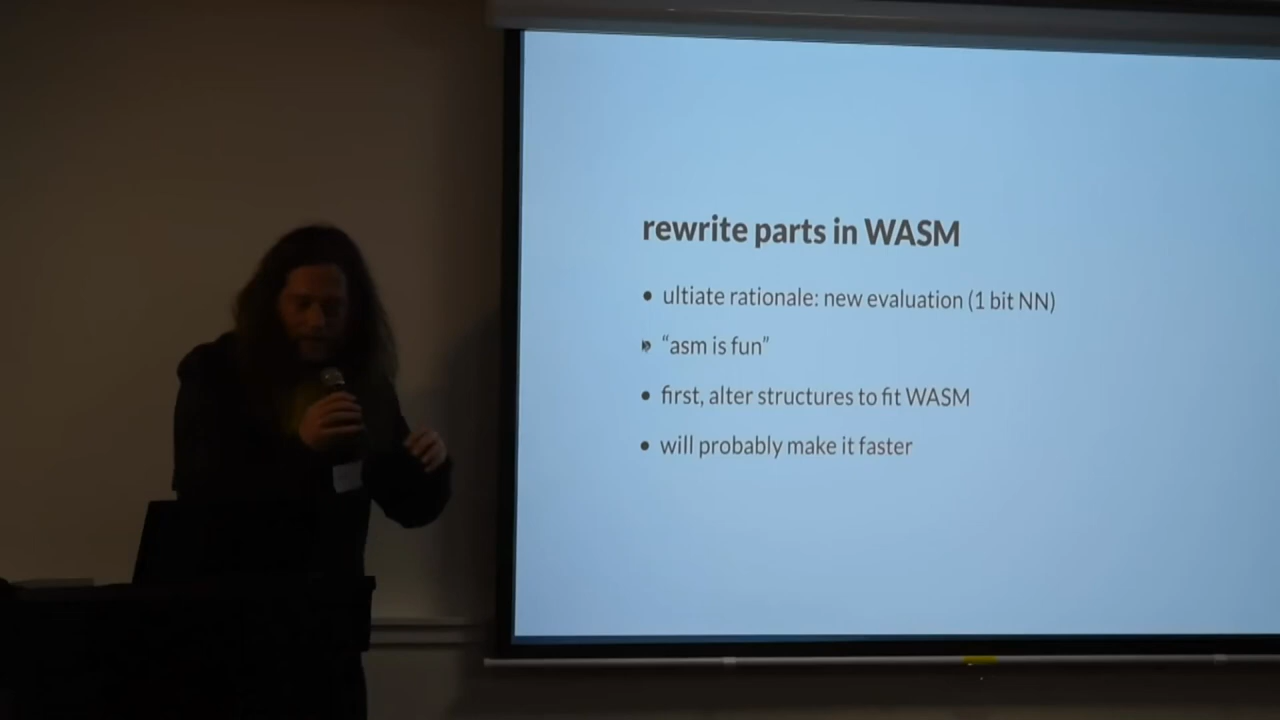 rewrite parts in WASM
• ultiate rationale: new evaluation (1 bit NN)
• “asm is fun”
• first, alter structures to fit WASM
• will probably make it faster